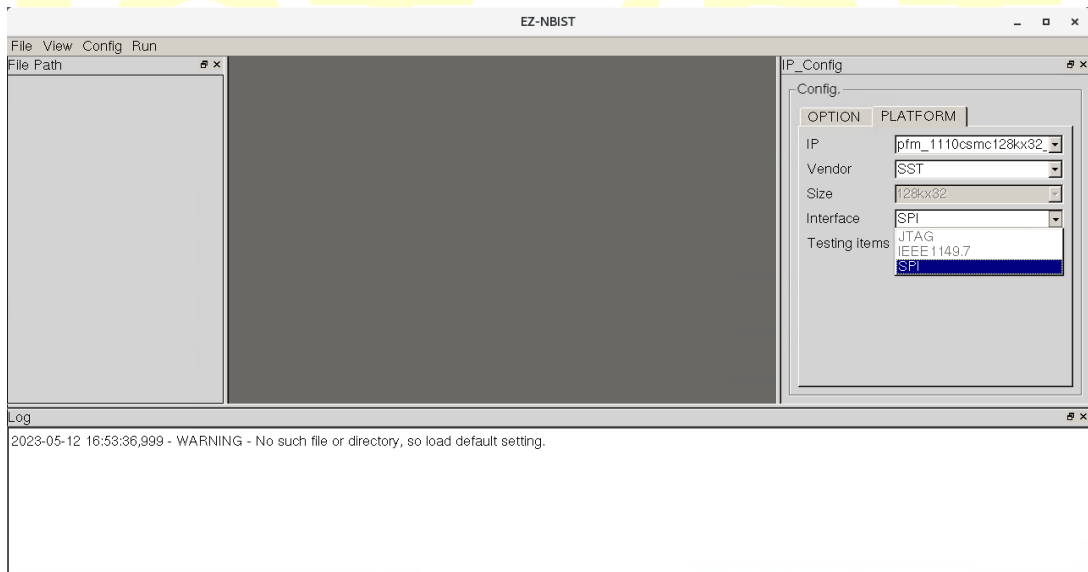 EZ-NBIST
File View Config Run
File Path
IP_Config
Config.
OPTION PLATFORM
IP pfm_1110csmc128kx32_
Vendor SST
Size 128kx32
Interface SPI
JTAG
Testing items
IEEE1149.7
SPI
Log
2023-05-12 16:53:36,999 - WARNING - No such file or directory, so load default setting.